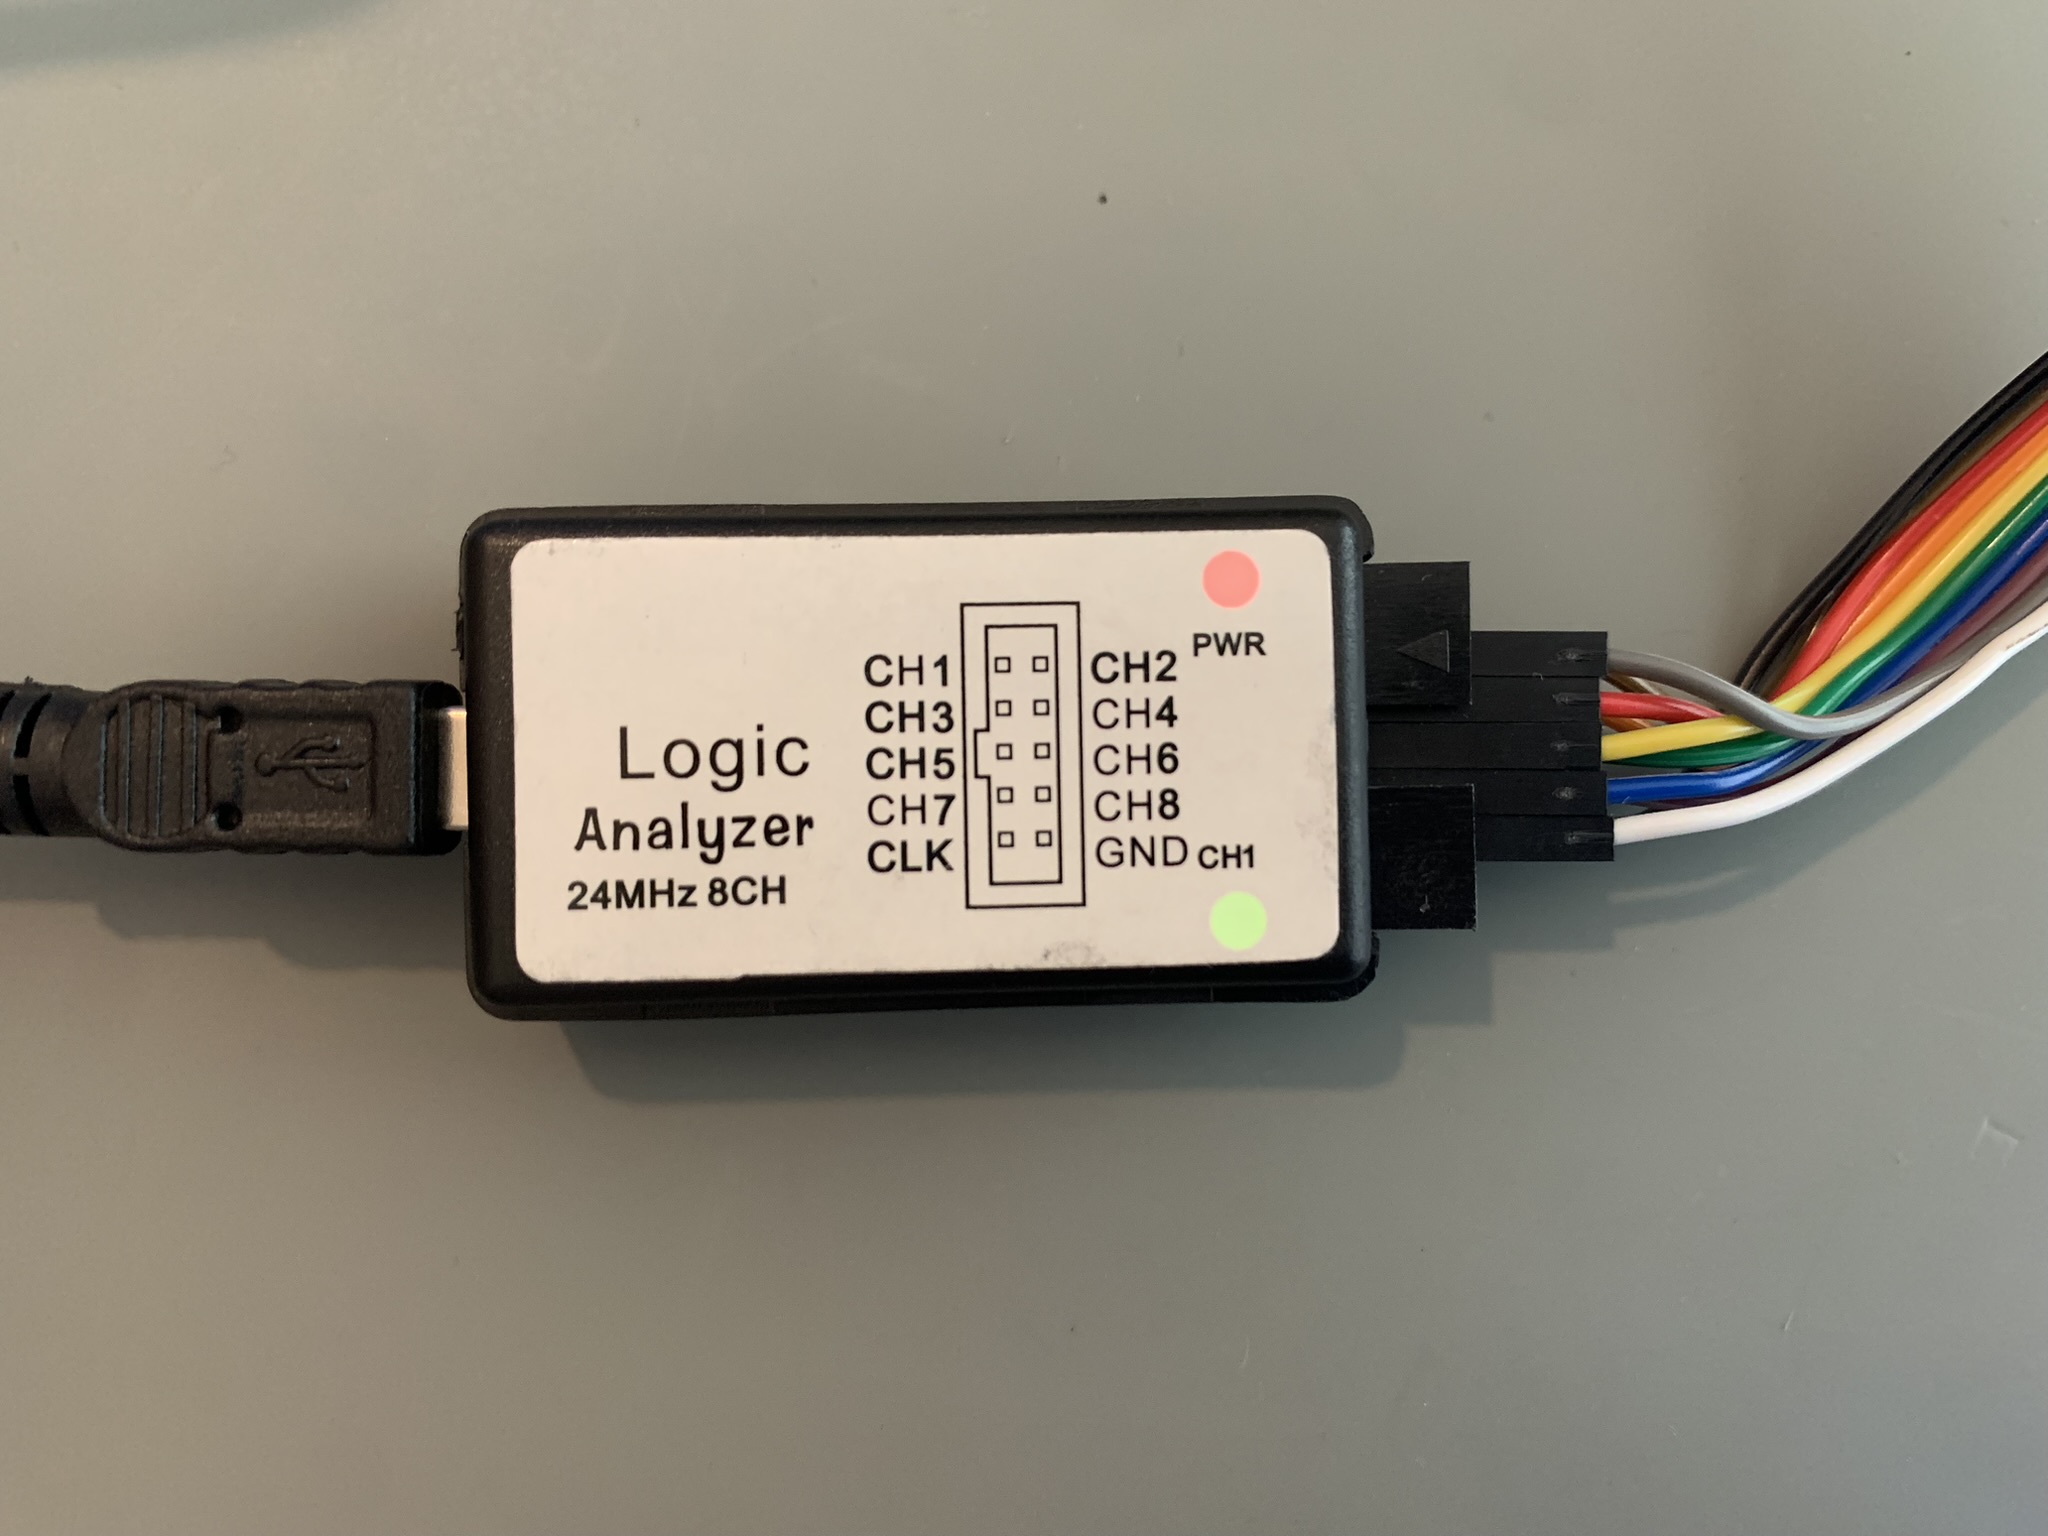 PWR
CH1 CH2
CH3 CH4
CH5 CH6
CH7 CH8
CLK GND CH1
Logic
Analyzer
24MHz 8CH